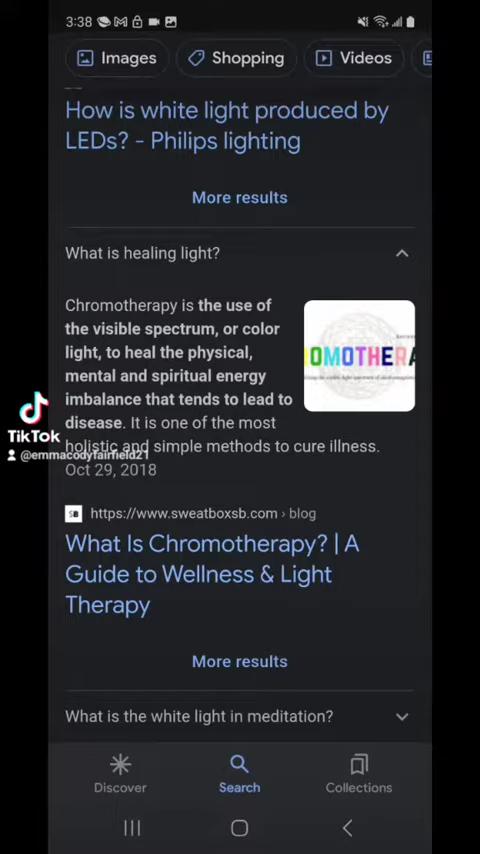 3:38
Images
Shopping
Videos
How is white light produced by
LEDs? - Philips lighting
More results
What is healing light?
Chromotherapy is the use of
the visible spectrum, or color
light, to heal the physical,
mental and spiritual energy
imbalance that tends to lead to
disease. It is one of the most
holistic and simple methods to cure illness.
Oct 29, 2018
OMOTHERA
TikTok
@emmacodyfairfield21
SB
https://www.sweatboxsb.com › blog
What Is Chromotherapy? | A
Guide to Wellness & Light
Therapy
More results
What is the white light in meditation?
Discover
Search
Collections